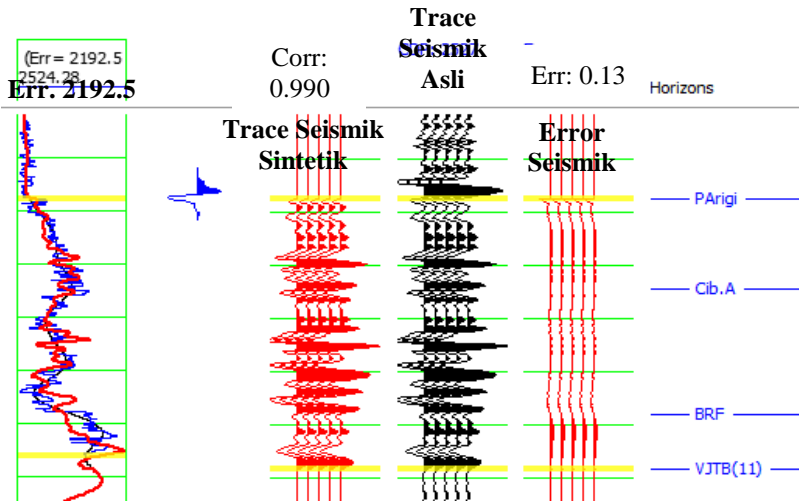 (Err= 2192.5
2524.28
Err. 2192.5
Corr:
0.990
Trace
Seismik
Asli
Err: 0.13
Horizons
Trace Seismik
Sintetik
Error
Seismik
PArigi
Cib.A
BRF
VJTB(11)